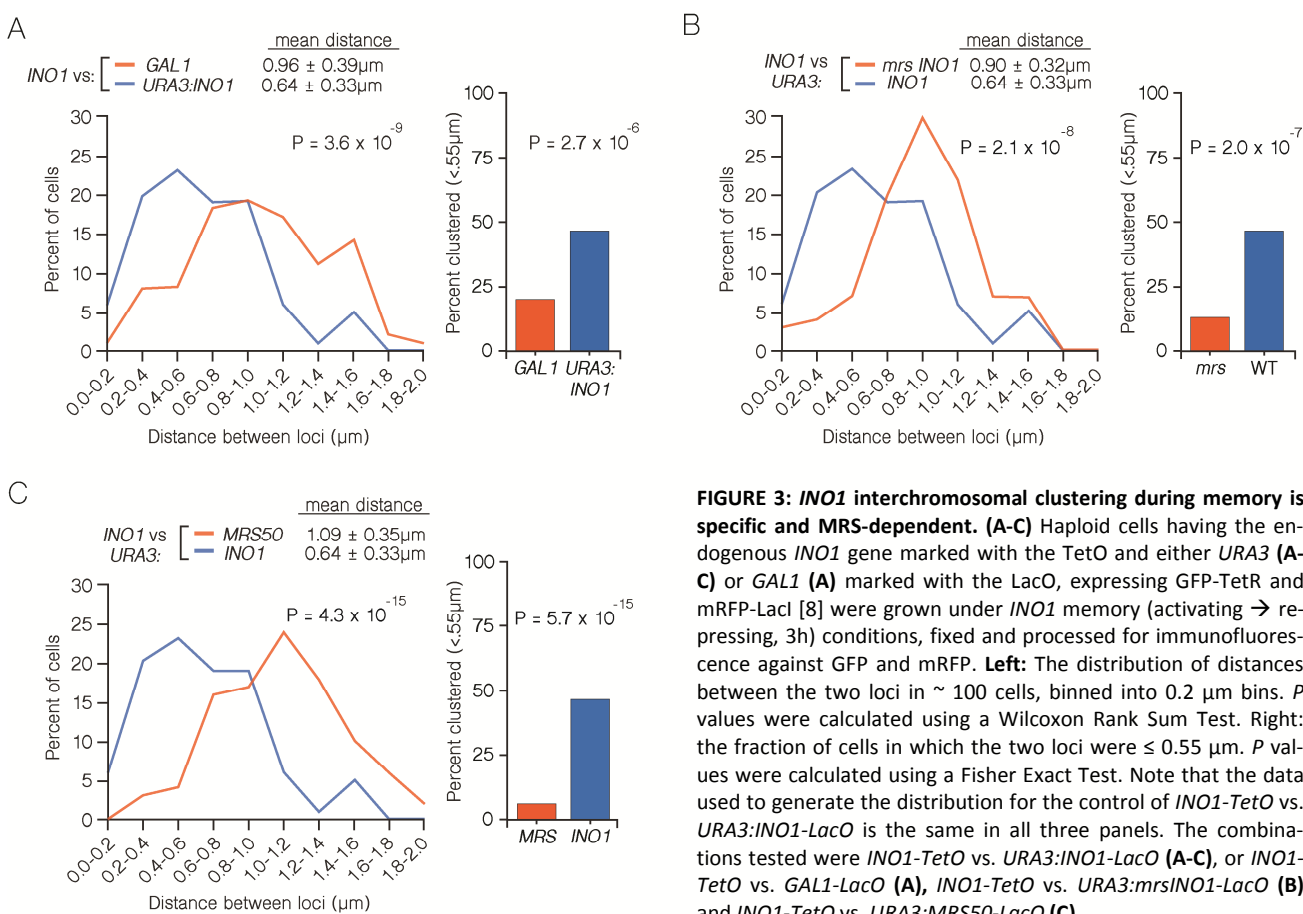 A
mean distance
INO1 vs: GAL1 0.96 ± 0.39µm
URA3:INO1 0.64 ± 0.33µm
P = 3.6 x 10-9
Percent of cells
30
25
20
15
10
5
0
0.0-0.2
0.2-0.4
0.4-0.6
0.6-0.8
0.8-1.0
1.0-1.2
1.2-1.4
1.4-1.6
1.6-1.8
1.8-2.0
Distance between loci (µm)
Percent clustered (<.55µm)
100
75
50
25
0
P = 2.7 x 10-6
GAL1 URA3:
INO1
B
mean distance
INO1 vs mrs INO1 0.90 ± 0.32µm
URA3: INO1 0.64 ± 0.33µm
P = 2.1 x 10-8
Percent of cells
30
25
20
15
10
5
0
0.0-0.2
0.2-0.4
0.4-0.6
0.6-0.8
0.8-1.0
1.0-1.2
1.2-1.4
1.4-1.6
1.6-1.8
1.8-2.0
Distance between loci (µm)
Percent clustered (<.55µm)
100
75
50
25
0
P = 2.0 x 10-7
mrs WT
C
mean distance
INO1 vs MRS50 1.09 ± 0.35µm
URA3: INO1 0.64 ± 0.33µm
P = 4.3 x 10-15
Percent of cells
30
25
20
15
10
5
0
0.0-0.2
0.2-0.4
0.4-0.6
0.6-0.8
0.8-1.0
1.0-1.2
1.2-1.4
1.4-1.6
1.6-1.8
1.8-2.0
Distance between loci (µm)
Percent clustered (<.55µm)
100
75
50
25
0
P = 5.7 x 10-15
MRS INO1
FIGURE 3: INO1 interchromosomal clustering during memory is
specific and MRS-dependent. (A-C) Haploid cells having the en-
dogenous INO1 gene marked with the TetO and either URA3 (A-
C) or GAL1 (A) marked with the LacO, expressing GFP-TetR and
mRFP-LacI [8] were grown under INO1 memory (activating → re-
pressing, 3h) conditions, fixed and processed for immunofluores-
cence against GFP and mRFP. Left: The distribution of distances
between the two loci in ~ 100 cells, binned into 0.2 µm bins. P
values were calculated using a Wilcoxon Rank Sum Test. Right:
the fraction of cells in which the two loci were ≤ 0.55 µm. P val-
ues were calculated using a Fisher Exact Test. Note that the data
used to generate the distribution for the control of INO1-TetO vs.
URA3:INO1-LacO is the same in all three panels. The combina-
tions tested were INO1-TetO vs. URA3:INO1-LacO (A-C), or INO1-
TetO vs. GAL1-LacO (A), INO1-TetO vs. URA3:mrsINO1-LacO (B)
and INO1-TetO vs. URA3:MRS50-LacO (C).